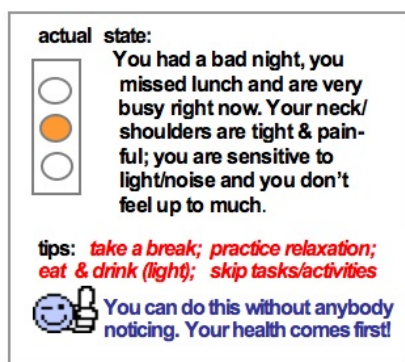 actual state:
You had a bad night, you
missed lunch and are very
busy right now. Your neck/
shoulders are tight & pain-
ful; you are sensitive to
light/noise and you don't
feel up to much.
tips: take a break; practice relaxation;
eat & drink (light); skip tasks/activities
You can do this without anybody
noticing. Your health comes first!